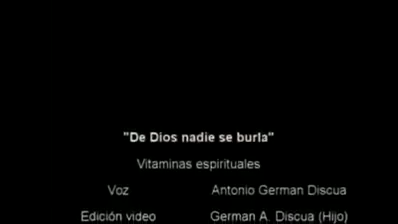 "De Dios nadie se burla"
Vitaminas espirituales
Voz Antonio German Discua
Edición video German A. Discua (Hijo)